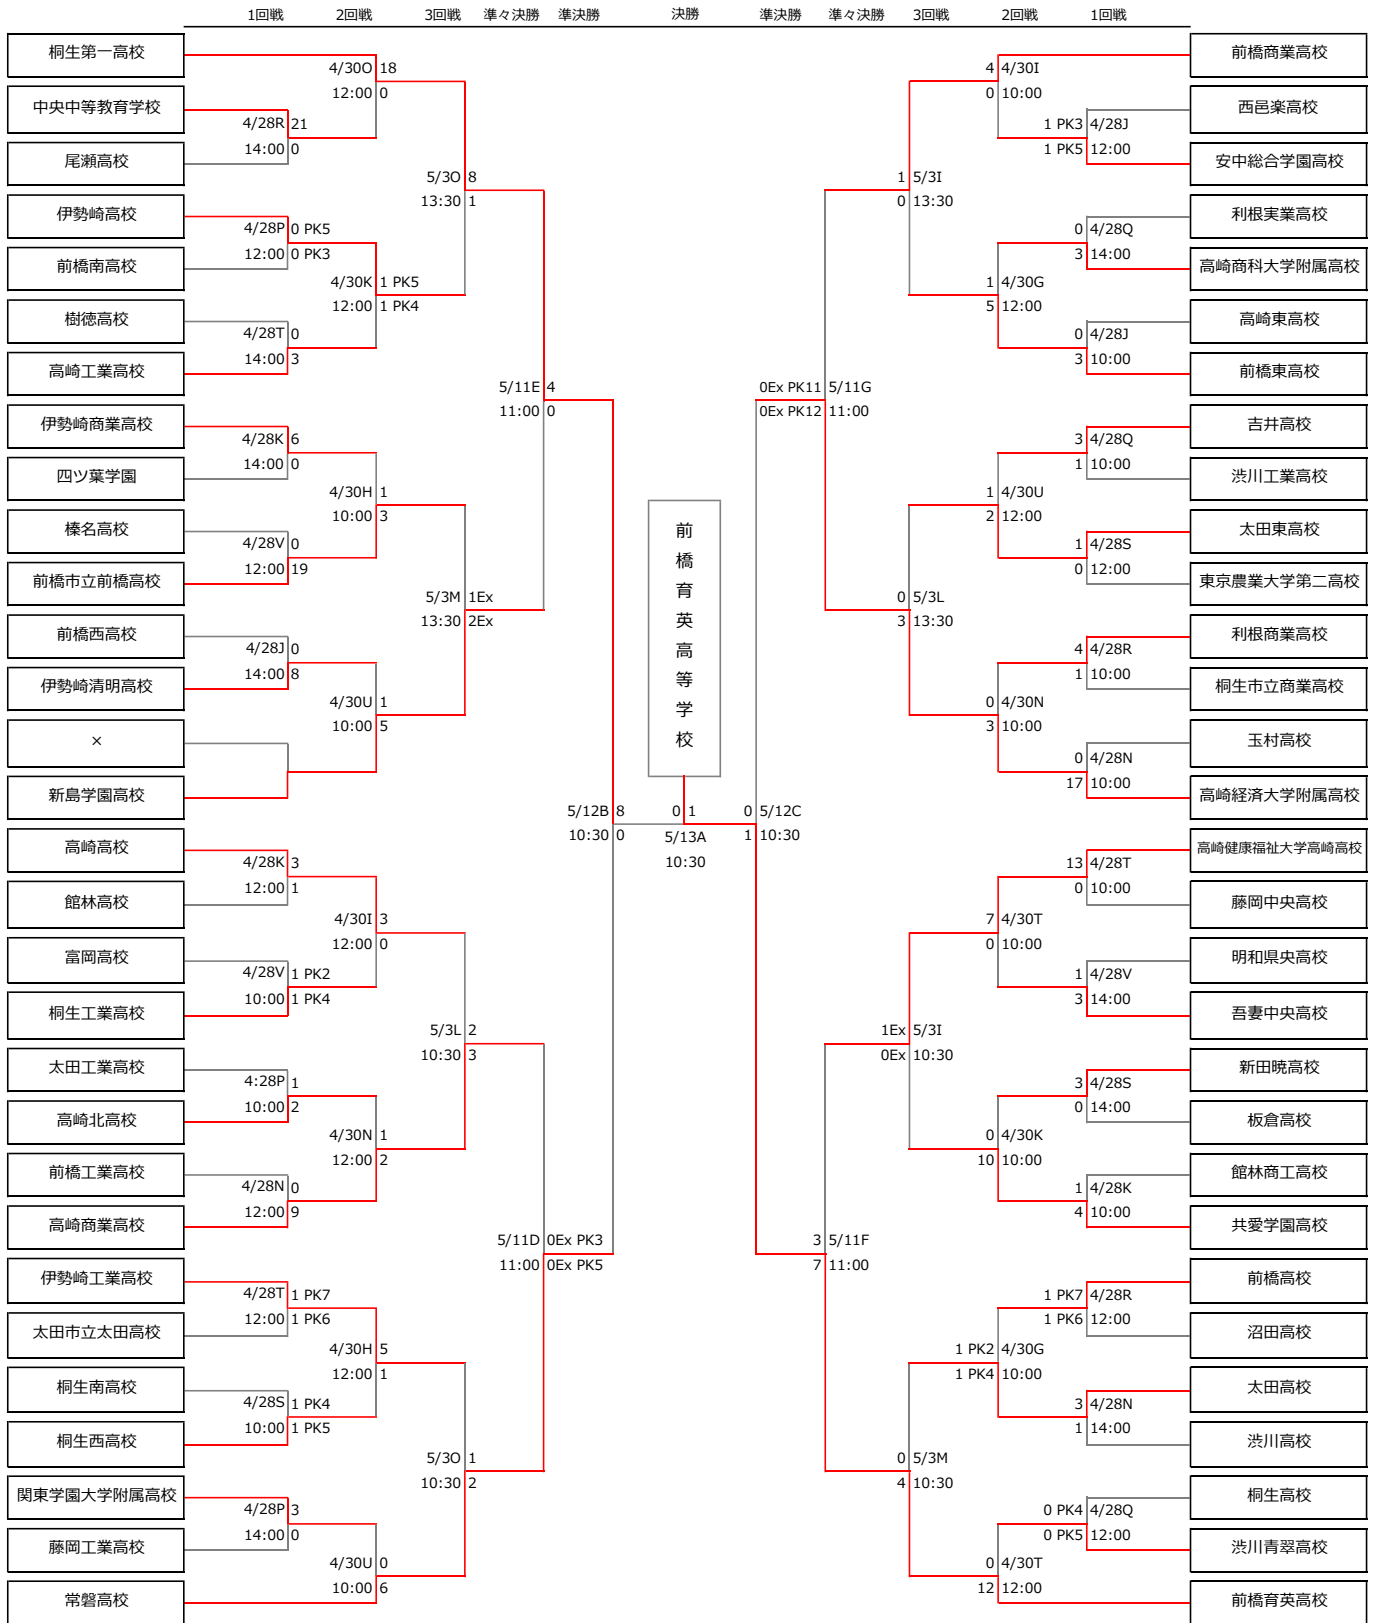 1回戦 2回戦 3回戦 準々決勝 準決勝 決勝 準決勝 準々決勝 3回戦 2回戦 1回戦
桐生第一高校
4/30O 18
12:00 0
中央中等教育学校
4/28R 21
14:00 0
尾瀬高校
5/3O 8
13:30 1
伊勢崎高校
4/28P 0 PK5
12:00 0 PK3
前橋南高校
4/30K 1 PK5
12:00 1 PK4
樹徳高校
4/28T 0
14:00 3
高崎工業高校
5/11E 4
11:00 0
伊勢崎商業高校
4/28K 6
14:00 0
四ツ葉学園
4/30H 1
10:00 3
榛名高校
4/28V 0
12:00 19
前橋市立前橋高校
5/3M 1Ex
13:30 2Ex
前橋西高校
4/28J 0
14:00 8
伊勢崎清明高校
4/30U 1
10:00 5
×
新島学園高校
5/12B 8
10:30 0
高崎高校
4/28K 3
12:00 1
館林高校
4/30I 3
12:00 0
富岡高校
4/28V 1 PK2
10:00 1 PK4
桐生工業高校
5/3L 2
10:30 3
太田工業高校
4:28P 1
10:00 2
高崎北高校
4/30N 1
12:00 2
前橋工業高校
4/28N 0
12:00 9
高崎商業高校
5/11D 0Ex PK3
11:00 0Ex PK5
伊勢崎工業高校
4/28T 1 PK7
12:00 1 PK6
太田市立太田高校
4/30H 5
12:00 1
桐生南高校
4/28S 1 PK4
10:00 1 PK5
桐生西高校
5/3O 1
10:30 2
関東学園大学附属高校
4/28P 3
14:00 0
藤岡工業高校
4/30U 0
10:00 6
常磐高校
前
橋
育
英
高
等
学
校
0 1
5/13A
10:30
前橋商業高校
4 4/30I
0 10:00
西邑楽高校
1 PK3 4/28J
1 PK5 12:00
安中総合学園高校
1 5/3I
0 13:30
利根実業高校
0 4/28Q
3 14:00
高崎商科大学附属高校
1 4/30G
5 12:00
高崎東高校
0 4/28J
3 10:00
前橋東高校
0Ex PK11 5/11G
0Ex PK12 11:00
吉井高校
3 4/28Q
1 10:00
渋川工業高校
1 4/30U
2 12:00
太田東高校
1 4/28S
0 12:00
東京農業大学第二高校
0 5/3L
3 13:30
利根商業高校
4 4/28R
1 10:00
桐生市立商業高校
0 4/30N
3 10:00
玉村高校
0 4/28N
17 10:00
高崎経済大学附属高校
0 5/12C
1 10:30
高崎健康福祉大学高崎高校
13 4/28T
0 10:00
藤岡中央高校
7 4/30T
0 10:00
明和県央高校
1 4/28V
3 14:00
吾妻中央高校
1Ex 5/3I
0Ex 10:30
新田暁高校
3 4/28S
0 14:00
板倉高校
0 4/30K
10 10:00
館林商工高校
1 4/28K
4 10:00
共愛学園高校
3 5/11F
7 11:00
前橋高校
1 PK7 4/28R
1 PK6 12:00
沼田高校
1 PK2 4/30G
1 PK4 10:00
太田高校
3 4/28N
1 14:00
渋川高校
0 5/3M
4 10:30
桐生高校
0 PK4 4/28Q
0 PK5 12:00
渋川青翠高校
0 4/30T
12 12:00
前橋育英高校